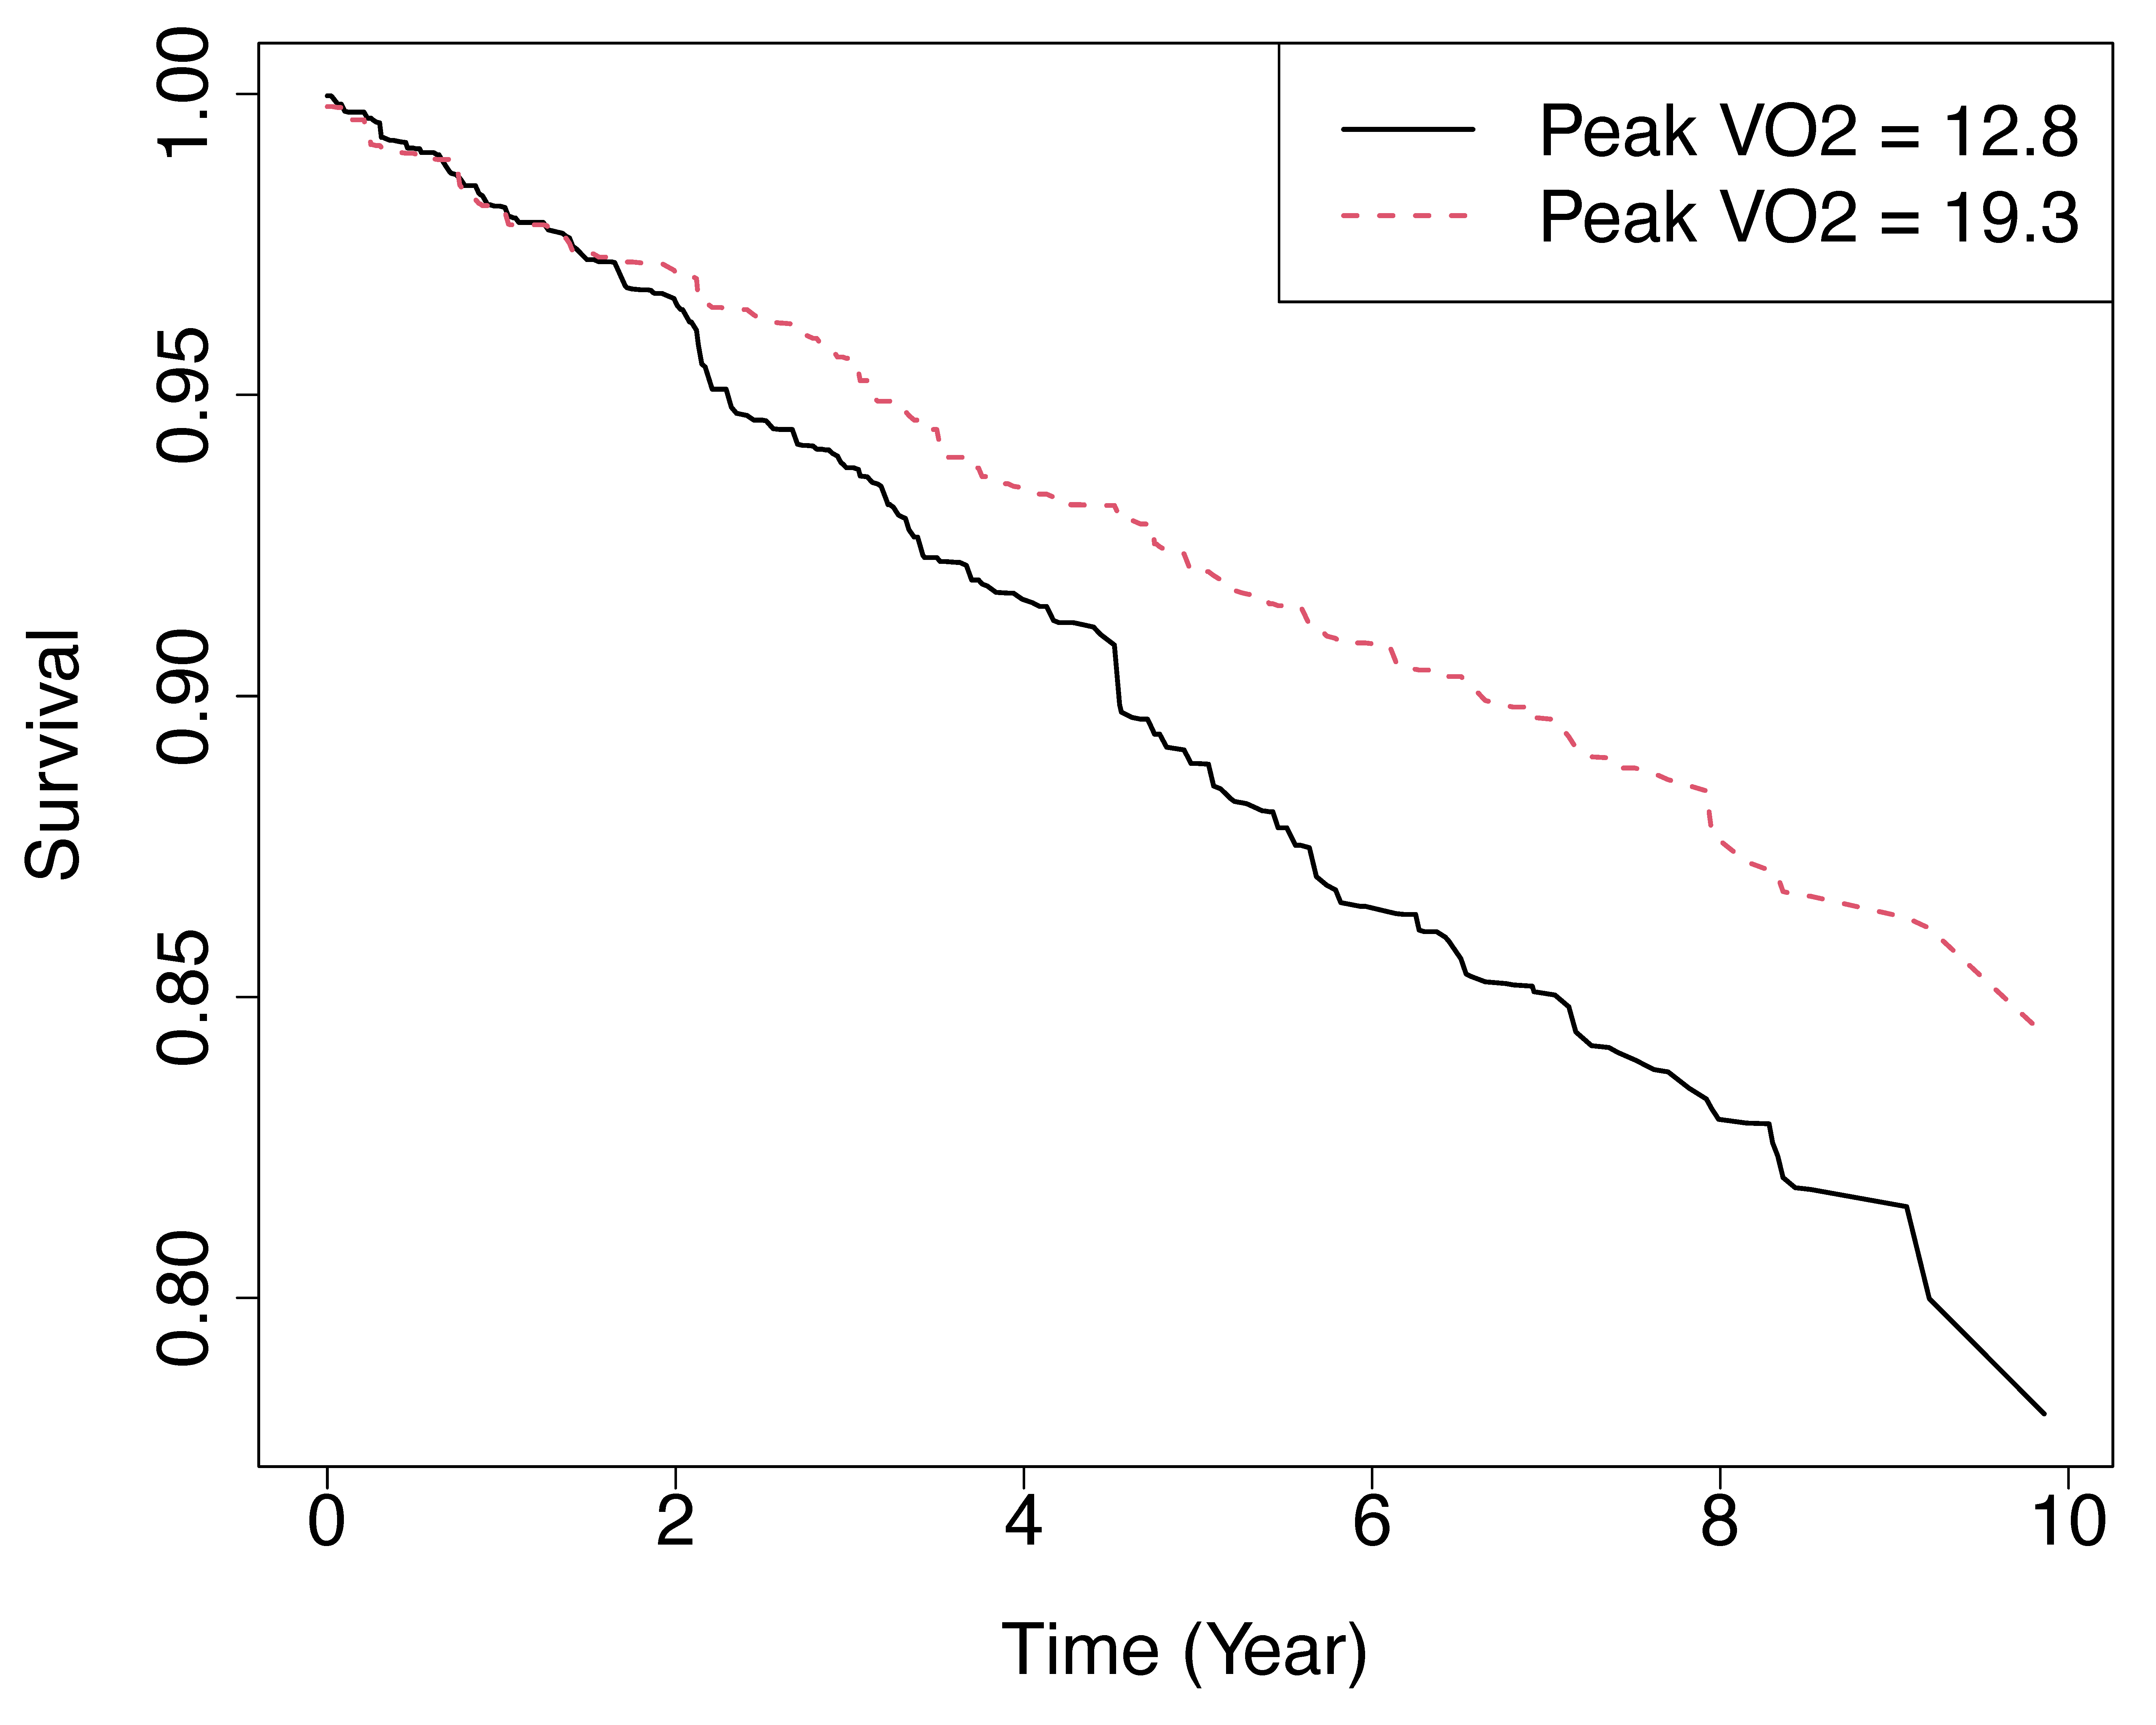 Peak VO2 = 12.8
Peak VO2 = 19.3
Survival
1.00
0.95
0.90
0.85
0.80
0 2 4 6 8 10
Time (Year)